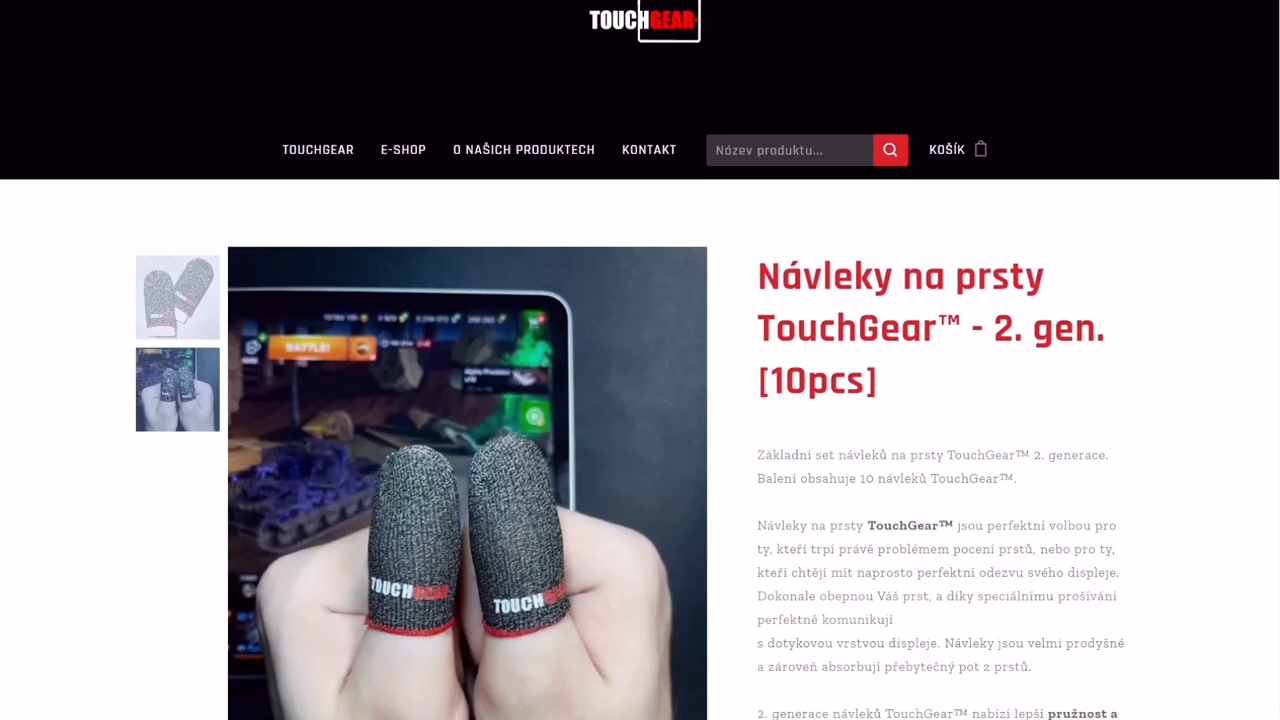 TOUCHGEAR
TOUCHGEAR
E-SHOP
O NAŠICH PRODUKTECH
KONTAKT
Název produktu...
KOŠÍK
BATTLE!
TOUCHGEAR
TOUCHGEAR
Návleky na prsty
TouchGear™ - 2. gen.
[10pcs]
Základní set návleků na prsty TouchGear™ 2. generace.
Balení obsahuje 10 návleků TouchGear™.
Návleky na prsty TouchGear™ jsou perfektní volbou pro
ty, kteří trpí právě problémem pocení prstů, nebo pro ty,
kteří chtějí mít naprosto perfektní odezvu svého displeje.
Dokonale obepnou Váš prst, a díky speciálnímu prošívání
perfektně komunikují
s dotykovou vrstvou displeje. Návleky jsou velmi prodyšné
a zároveň absorbují přebytečný pot z prstů.
2. generace návleků TouchGear™ nabízí lepší pružnost a